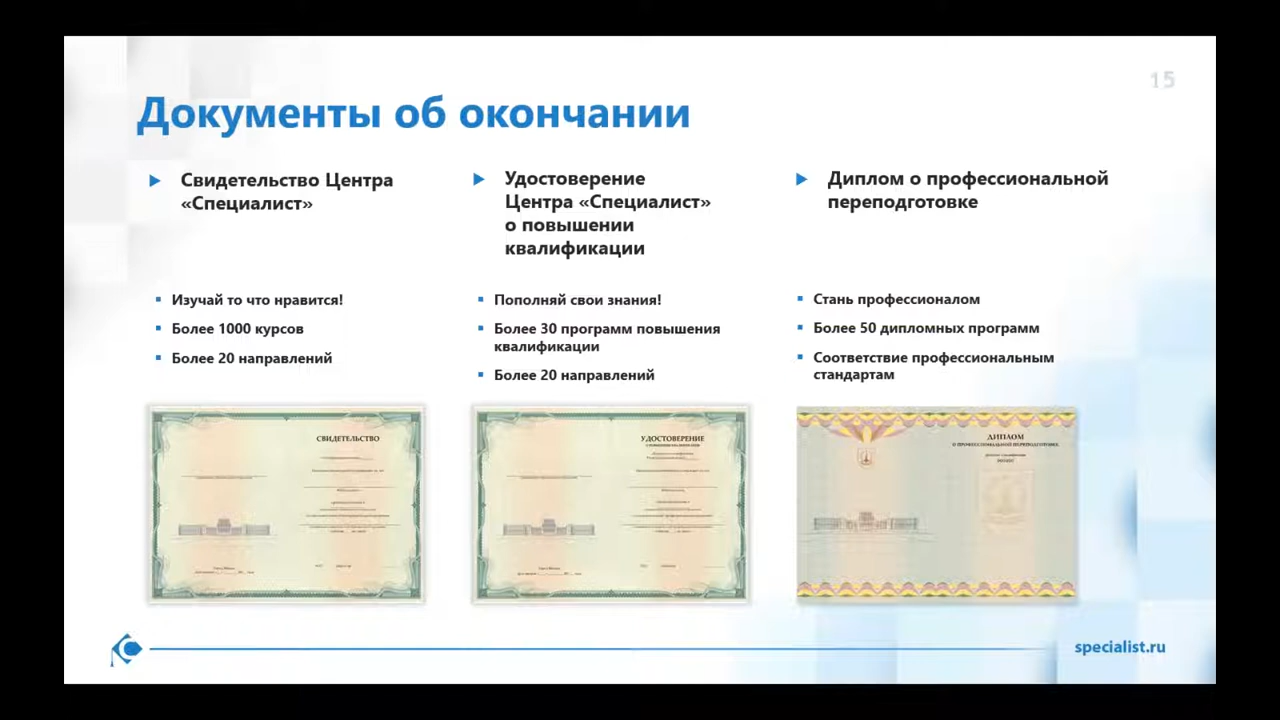 15
Документы об окончании
Свидетельство Центра
«Специалист»
Изучай то что нравится!
Более 1000 курсов
Более 20 направлений
СВИДЕТЕЛЬСТВО
Удостоверение
Центра «Специалист»
о повышении
квалификации
Пополняй свои знания!
Более 30 программ повышения
квалификации
Более 20 направлений
УДОСТОВЕРЕНИЕ
Диплом о профессиональной
переподготовке
Стань профессионалом
Более 50 дипломных программ
Соответствие профессиональным
стандартам
ДИПЛОМ
О ПРОФЕССИОНАЛЬНОЙ ПЕРЕПОДГОТОВКЕ
specialist.ru